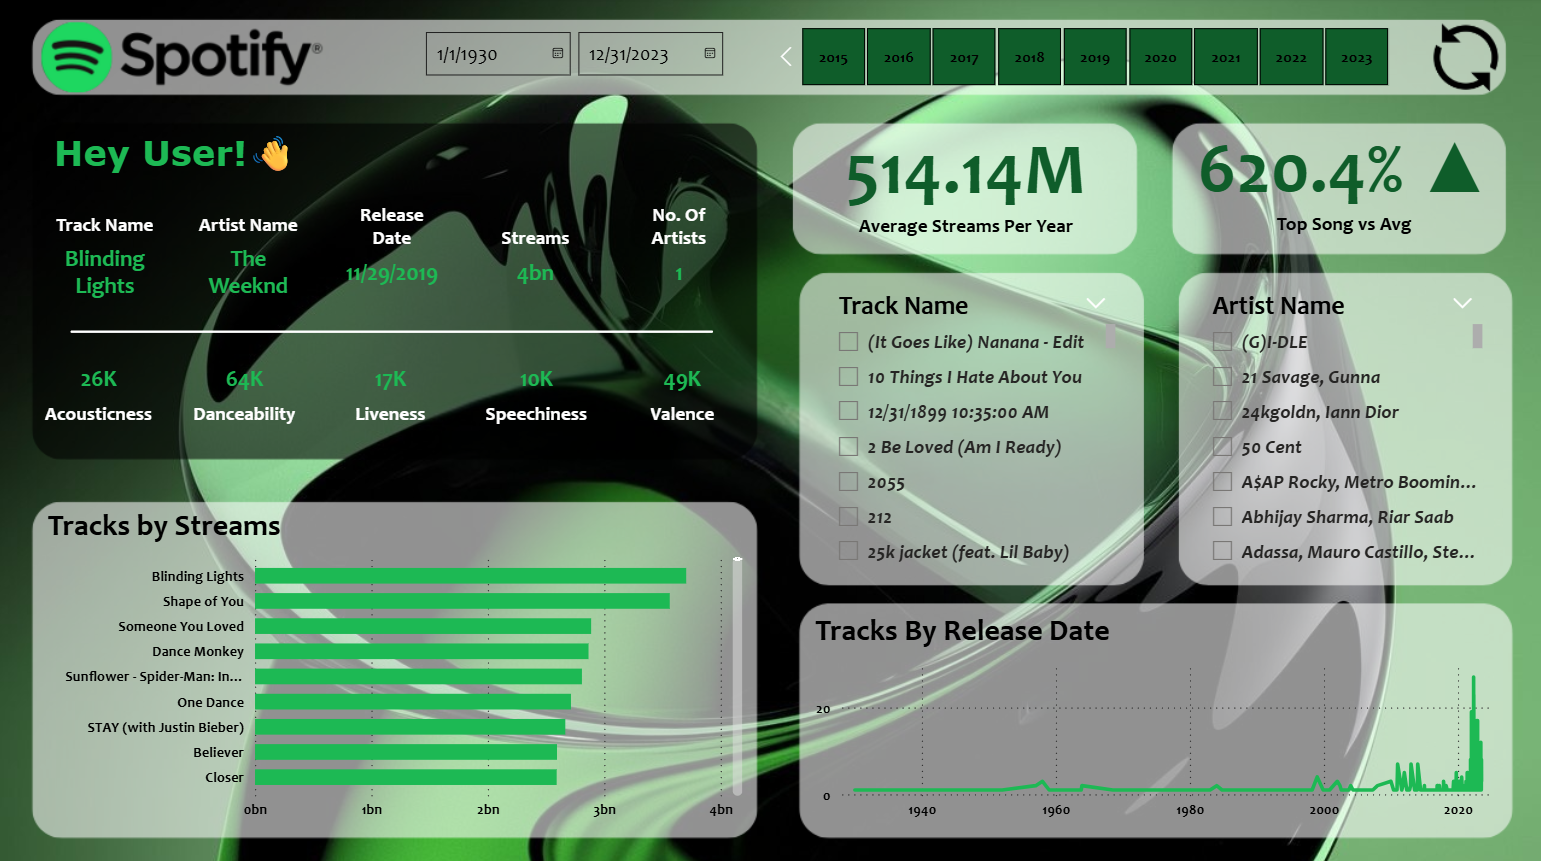 Spotify®
1/1/1930
12/31/2023
2015
2016
2017
2018
2019
2020
2021
2022
2023
Hey User!👋
Track Name
Blinding
Lights
Artist Name
The
Weeknd
Release
Date
11/29/2019
Streams
4bn
No. Of
Artists
1
26K
Acousticness
64K
Danceability
17K
Liveness
10K
Speechiness
49K
Valence
514.14M
Average Streams Per Year
620.4% ▲
Top Song vs Avg
Track Name
(It Goes Like) Nanana - Edit
10 Things I Hate About You
12/31/1899 10:35:00 AM
2 Be Loved (Am I Ready)
2055
212
25k jacket (feat. Lil Baby)
Artist Name
(G)I-DLE
21 Savage, Gunna
24kgoldn, Iann Dior
50 Cent
A$AP Rocky, Metro Boomin...
Abhijay Sharma, Riar Saab
Adassa, Mauro Castillo, Ste...
Tracks by Streams
Blinding Lights
Shape of You
Someone You Loved
Dance Monkey
Sunflower - Spider-Man: In...
One Dance
STAY (with Justin Bieber)
Believer
Closer
0bn
1bn
2bn
3bn
4bn
Tracks By Release Date
20
0
1940
1960
1980
2000
2020